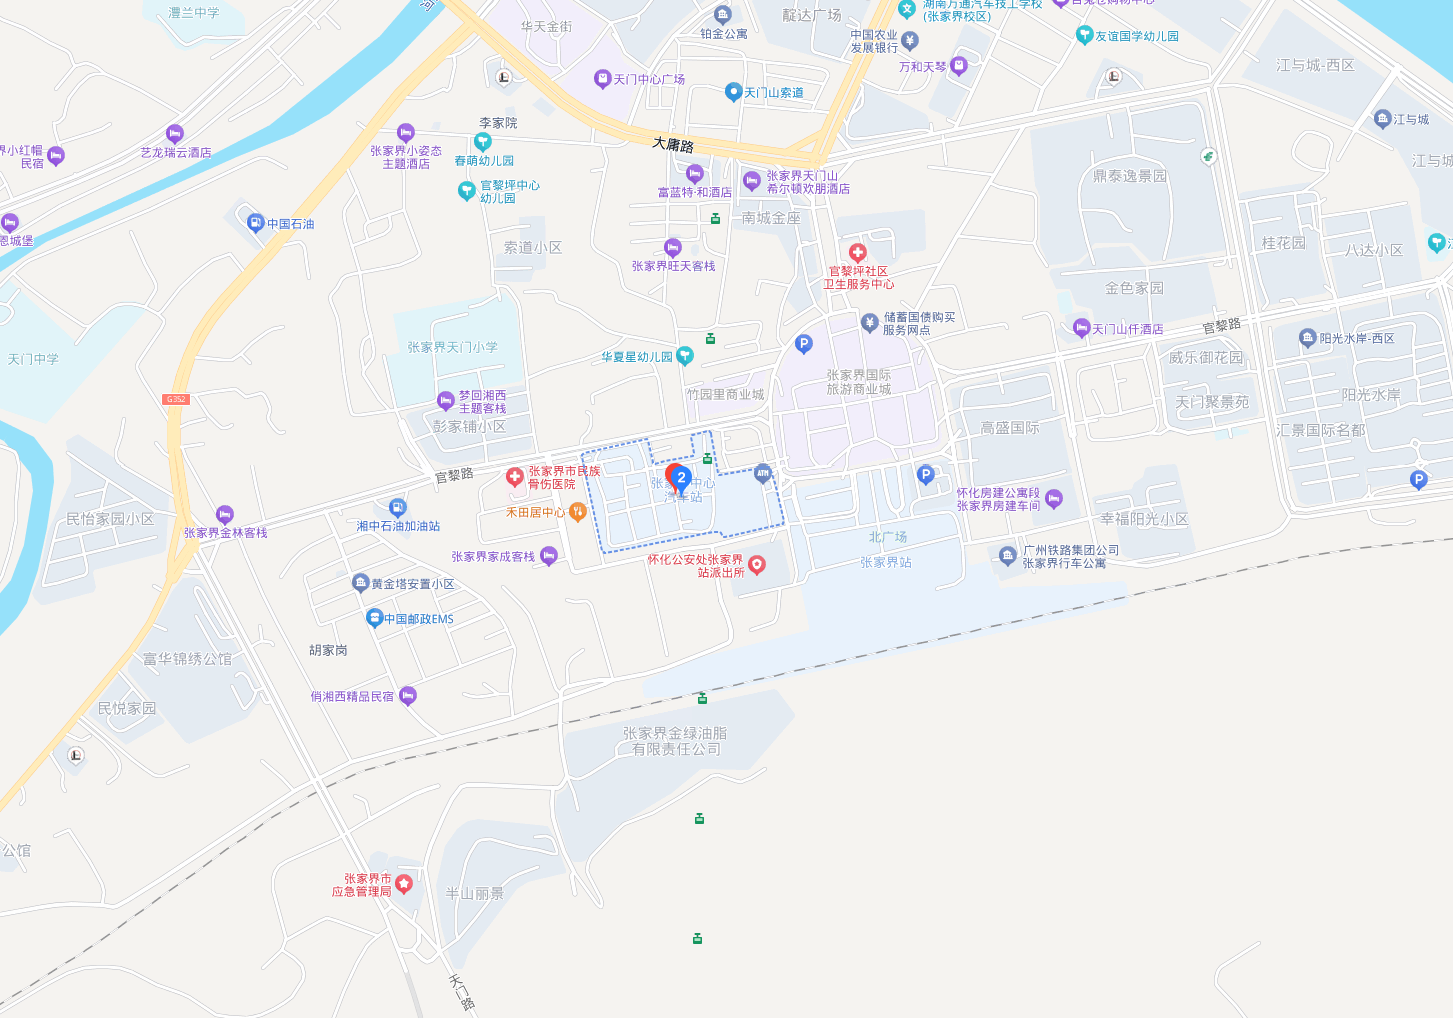 澧兰中学
河
华天金街
铂金公寓
靛达广场
湖南万通汽车技工学校
(张家界校区)
中国农业
发展银行
友谊国学幼儿园
万和天琴
江与城-西区
天门中心广场
天门山索道
江与城
李家院
大庸路
界小红帽
民宿
艺龙瑞云酒店
张家界小姿态
主题酒店
春萌幼儿园
官黎坪中心
幼儿园
富蓝特·和酒店
张家界天门山
希尔顿欢朋酒店
鼎泰逸景园
江与城
中国石油
恩城堡
索道小区
南城金座
张家界旺天客栈
官黎坪社区
卫生服务中心
桂花园
八达小区
金色家园
储蓄国债购买
服务网点
天门山仟酒店
官黎路
阳光水岸-西区
天门中学
张家界天门小学
华夏星幼儿园
P
威乐御花园
张家界国际
旅游商业城
竹园里商业城
G352
梦回湘西
主题客栈
彭家铺小区
天门聚景苑
阳光水岸
高盛国际
汇景国际名都
官黎路
张家界市民族
骨伤医院
2
ATM
P
P
汽车站
禾田居中心
怀化房建公寓段
张家界房建车间
民怡家园小区
张家界金林客栈
湘中石油加油站
幸福阳光小区
北广场
张家界站
张家界家成客栈
怀化公安处张家界
站派出所
广州铁路集团公司
张家界行车公寓
黄金塔安置小区
中国邮政EMS
胡家岗
富华锦绣公馆
俏湘西精品民宿
民悦家园
张家界金绿油脂
有限责任公司
公馆
张家界市
应急管理局
半山丽景
天门路